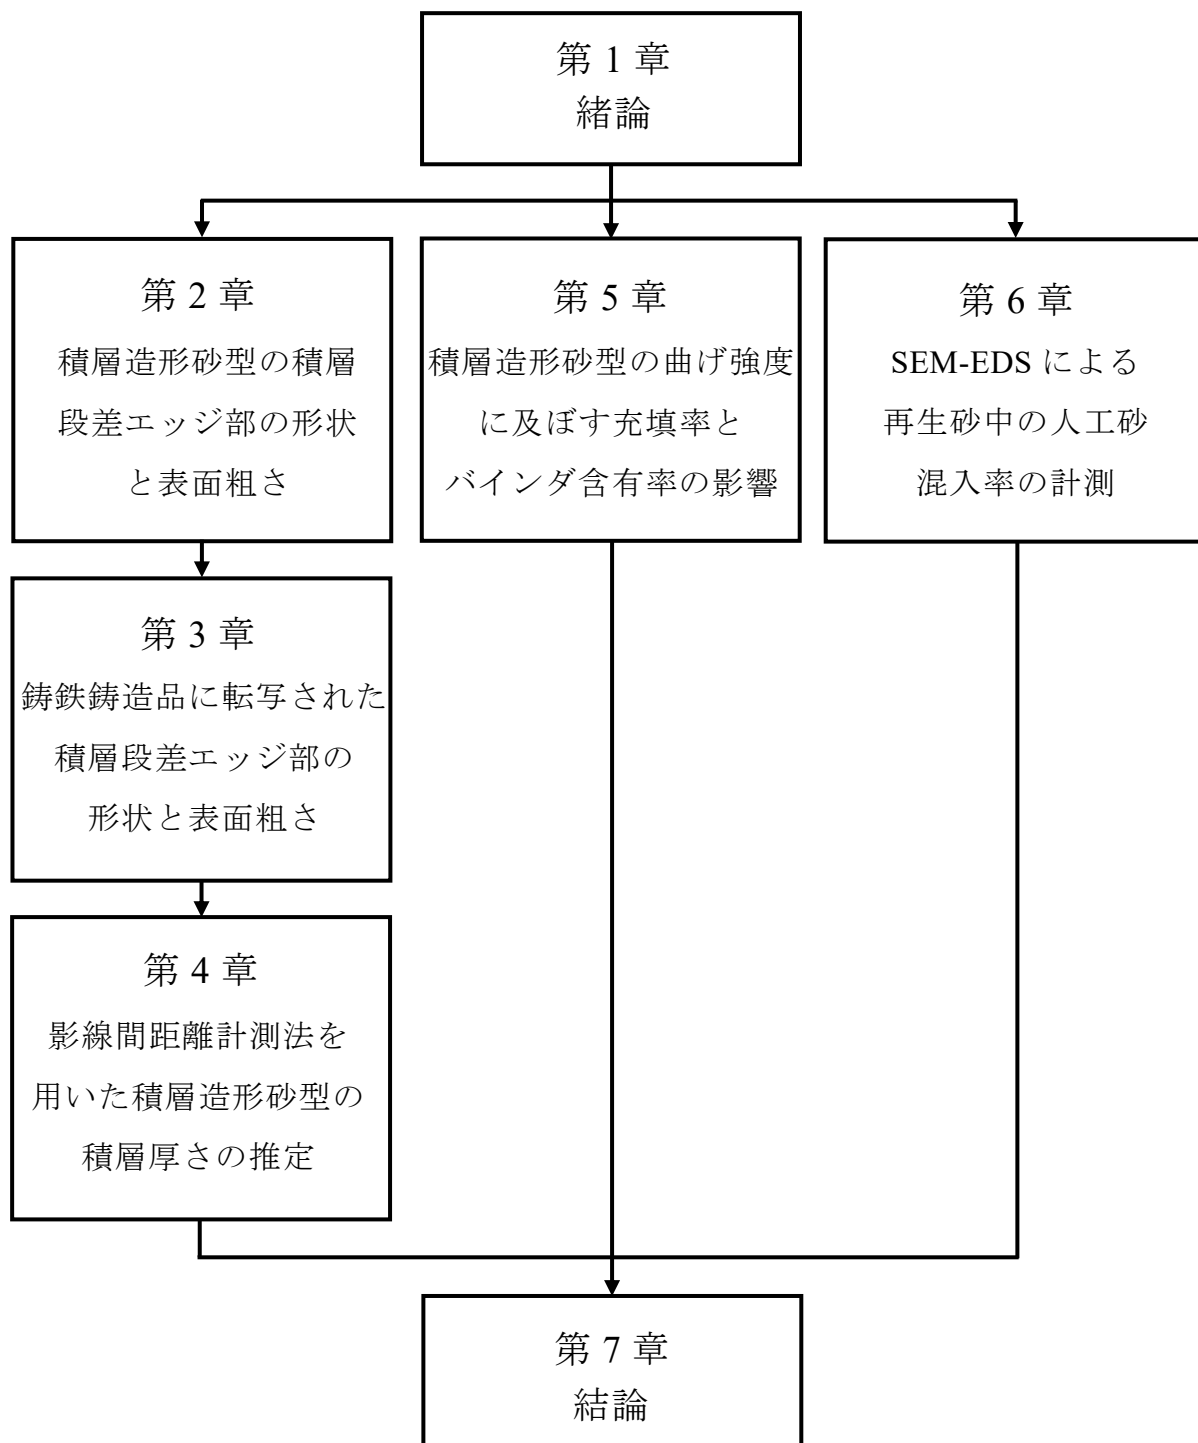 第 1 章
緒論
第 2 章
積層造形砂型の積層
段差エッジ部の形状
と表面粗さ
第 3 章
鋳鉄鋳造品に転写された
積層段差エッジ部の
形状と表面粗さ
第 4 章
影線間距離計測法を
用いた積層造形砂型の
積層厚さの推定
第 5 章
積層造形砂型の曲げ強度
に及ぼす充填率と
バインダ含有率の影響
第 6 章
SEM-EDS による
再生砂中の人工砂
混入率の計測
第 7 章
結論